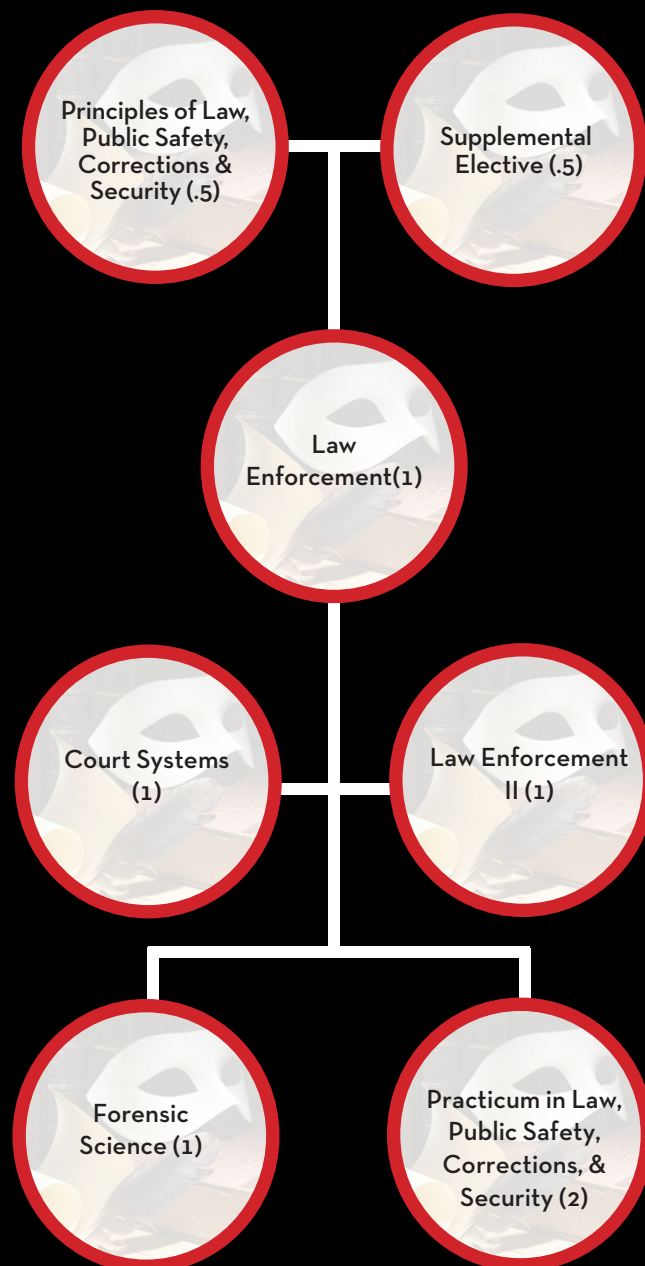 Principles of Law,
Public Safety,
Corrections &
Security (.5)
Supplemental
Elective (.5)
Law
Enforcement(1)
Court Systems
(1)
Law Enforcement
II (1)
Forensic
Science (1)
Practicum in Law,
Public Safety,
Corrections, &
Security (2)